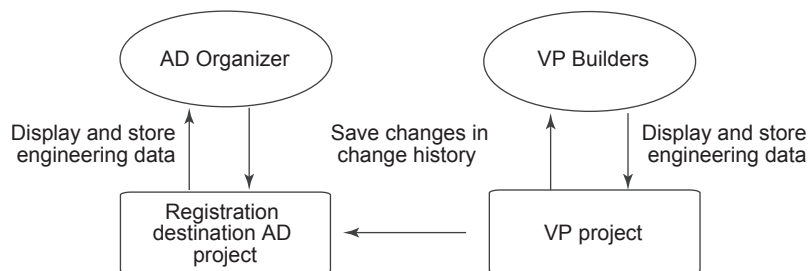 AD Organizer
VP Builders
Display and store
engineering data
Save changes in
change history
Display and store
engineering data
Registration
destination AD
project
VP project